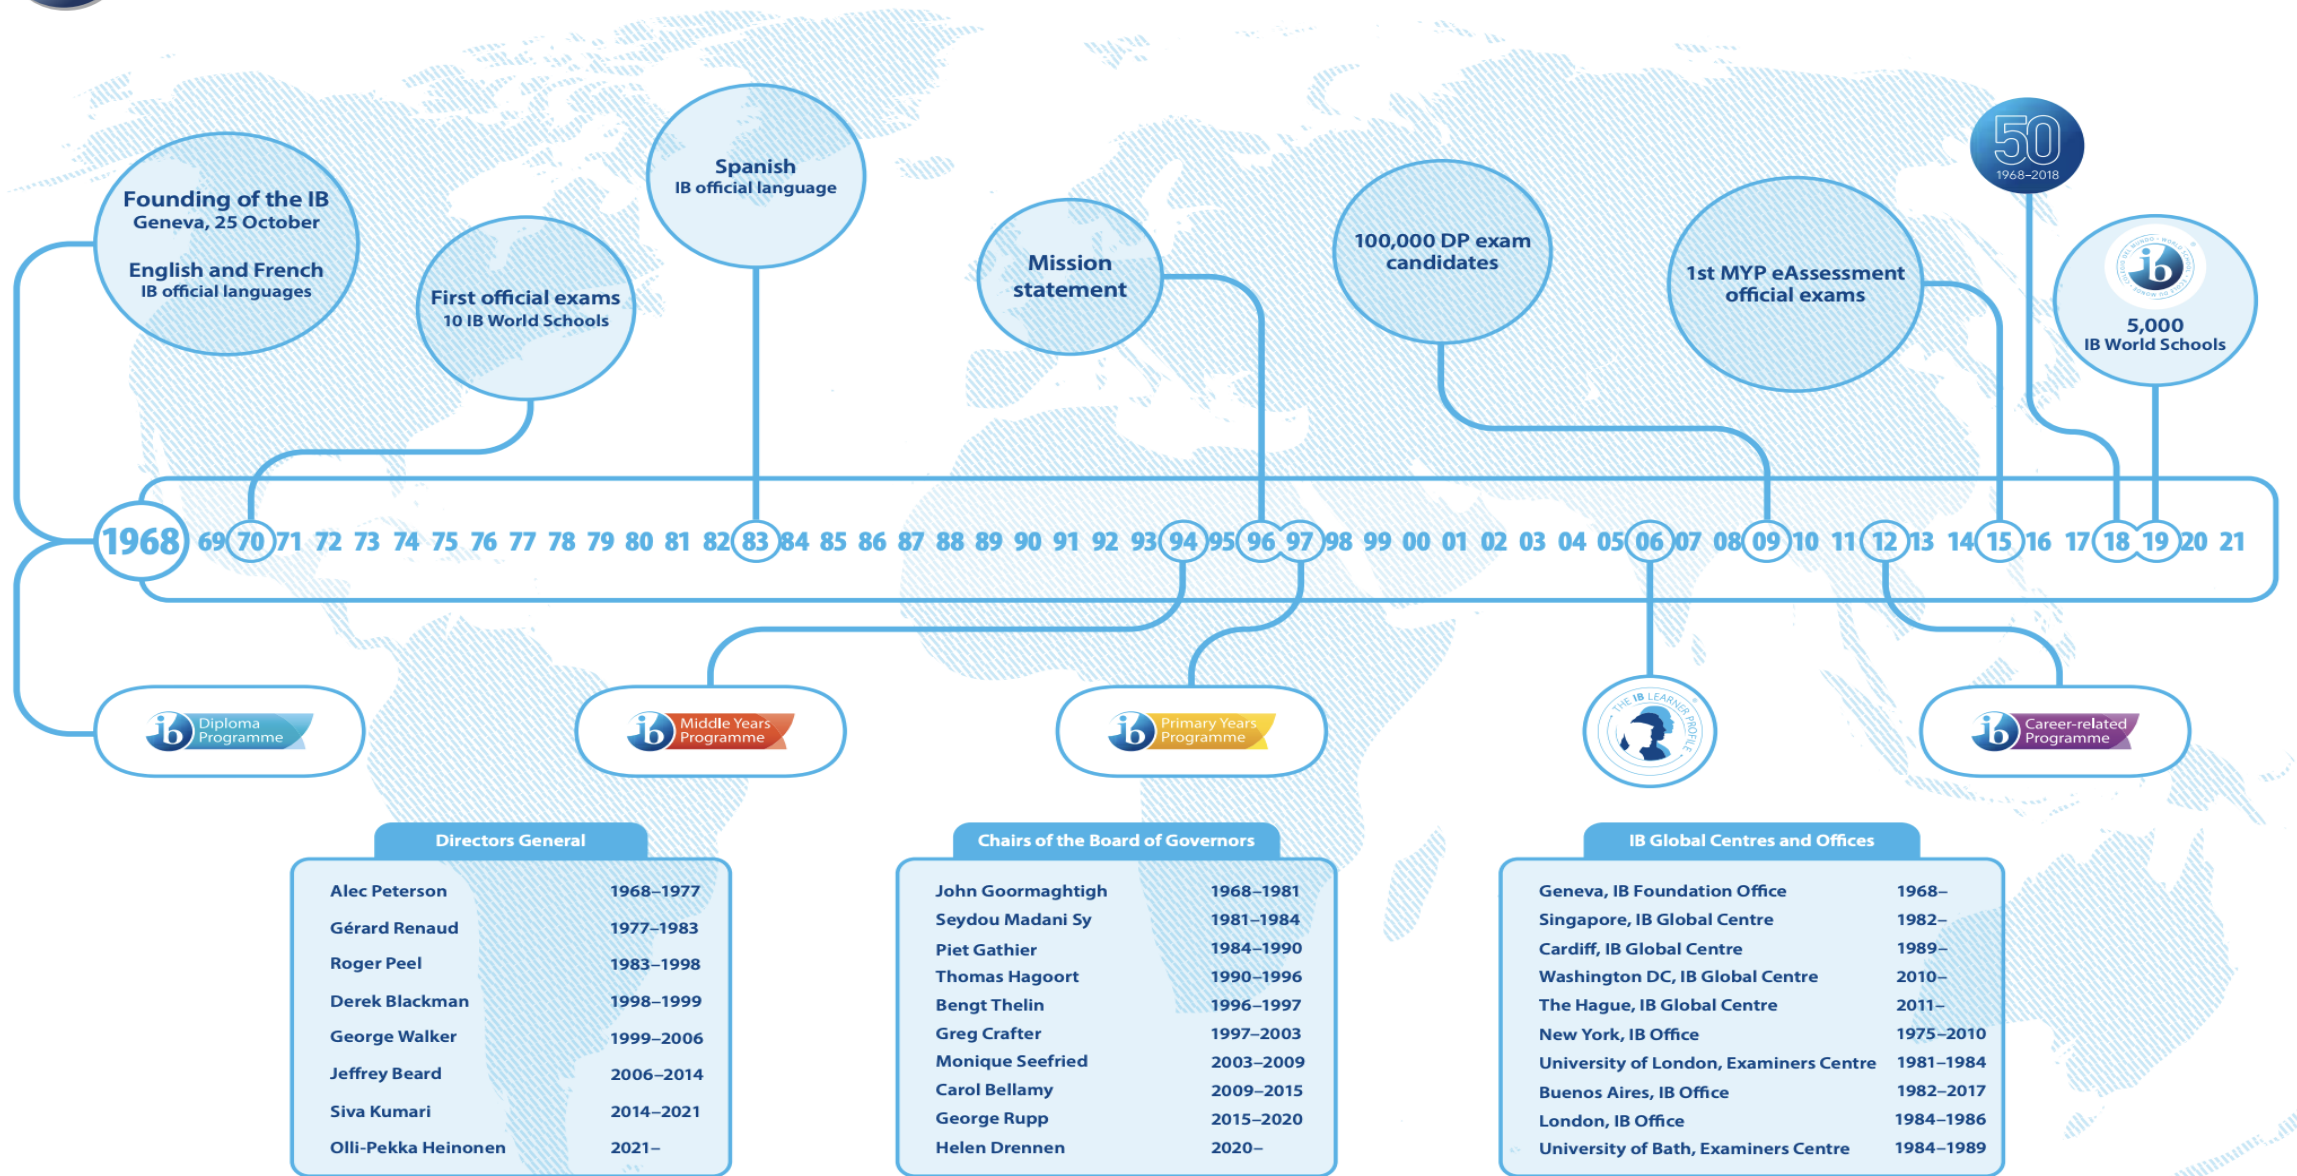 Founding of the IB
Geneva, 25 October
English and French
IB official languages
First official exams
10 IB World Schools
Spanish
IB official language
Mission
statement
100,000 DP exam
candidates
1st MYP eAssessment
official exams
50
1968–2018
ib
5,000
IB World Schools
1968 69 70 71 72 73 74 75 76 77 78 79 80 81 82 83 84 85 86 87 88 89 90 91 92 93 94 95 96 97 98 99 00 01 02 03 04 05 06 07 08 09 10 11 12 13 14 15 16 17 18 19 20 21
ib Diploma
Programme
ib Middle Years
Programme
ib Primary Years
Programme
THE IB LEARNER PROFILE
ib Career-related
Programme
Directors General
Alec Peterson 1968–1977
Gérard Renaud 1977–1983
Roger Peel 1983–1998
Derek Blackman 1998–1999
George Walker 1999–2006
Jeffrey Beard 2006–2014
Siva Kumari 2014–2021
Olli-Pekka Heinonen 2021–
Chairs of the Board of Governors
John Goormaghtigh 1968–1981
Seydou Madani Sy 1981–1984
Piet Gathier 1984–1990
Thomas Hagoort 1990–1996
Bengt Thelin 1996–1997
Greg Crafter 1997–2003
Monique Seefried 2003–2009
Carol Bellamy 2009–2015
George Rupp 2015–2020
Helen Drennen 2020–
IB Global Centres and Offices
Geneva, IB Foundation Office 1968–
Singapore, IB Global Centre 1982–
Cardiff, IB Global Centre 1989–
Washington DC, IB Global Centre 2010–
The Hague, IB Global Centre 2011–
New York, IB Office 1975–2010
University of London, Examiners Centre 1981–1984
Buenos Aires, IB Office 1982–2017
London, IB Office 1984–1986
University of Bath, Examiners Centre 1984–1989